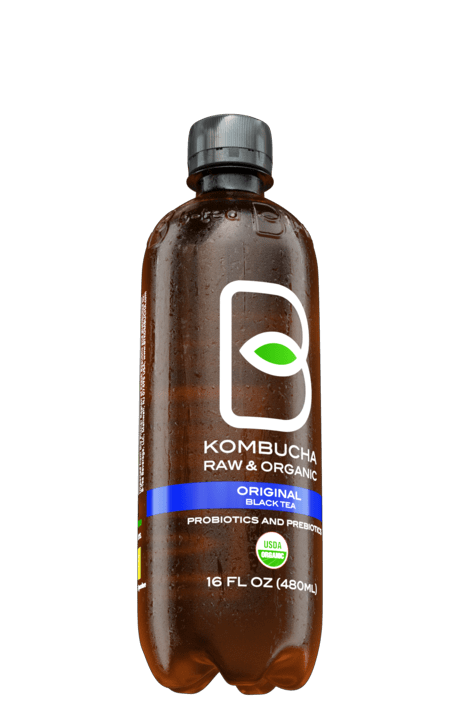 B
KOMBUCHA
RAW & ORGANIC
ORIGINAL
BLACK TEA
PROBIOTICS AND PREBIOTICS
USDA
ORGANIC
16 FL OZ (480ML)